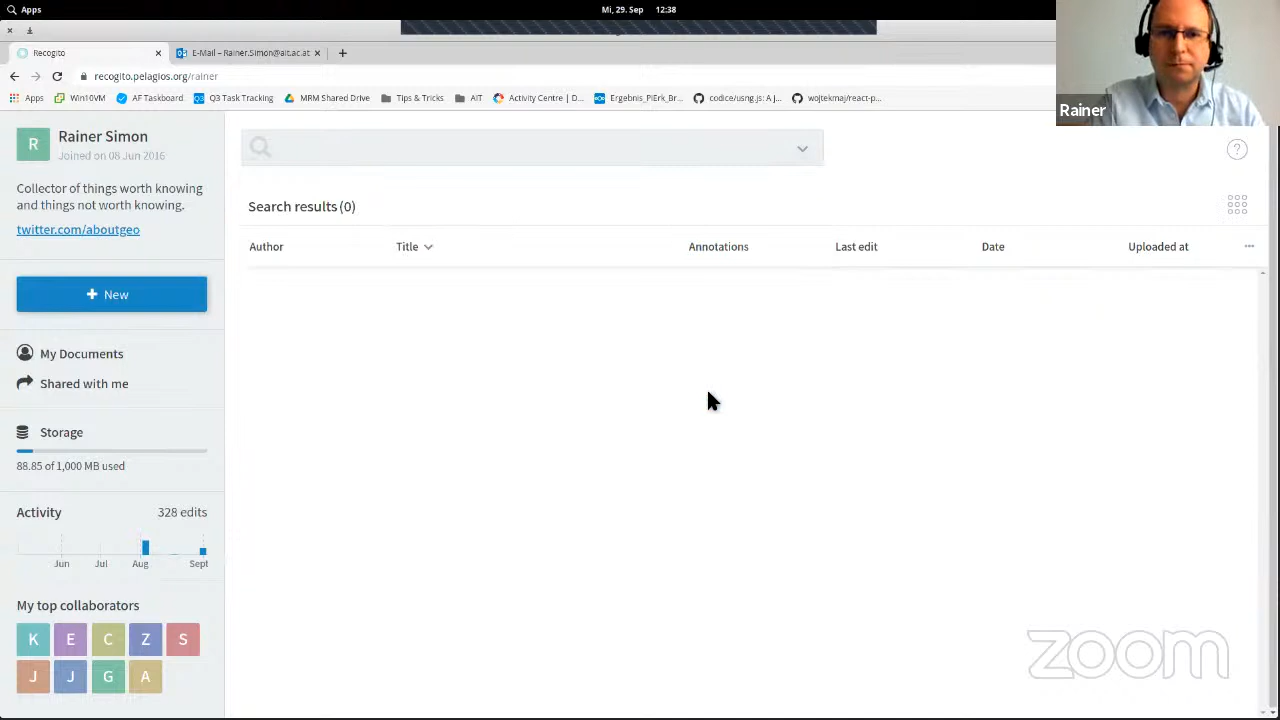 Apps
Mi, 29. Sep 12:38
Recogito
E-Mail – Rainer.Simon@ait.ac.at
recogito.pelagios.org/rainer
Apps
Win10VM
AF Taskboard
Q3 Task Tracking
MRM Shared Drive
Tips & Tricks
AIT
Activity Centre | D...
Ergebnis_PiErk_Br...
codice/usng.js: A j...
wojtekmaj/react-p...
Rainer
R
Rainer Simon
Joined on 08 Jun 2016
Collector of things worth knowing
and things not worth knowing.
twitter.com/aboutgeo
New
My Documents
Shared with me
Storage
88.85 of 1,000 MB used
Activity 328 edits
Jun Jul Aug Sept
My top collaborators
K E C Z S
J J G A
Search results (0)
Author Title Annotations Last edit Date Uploaded at
zoom